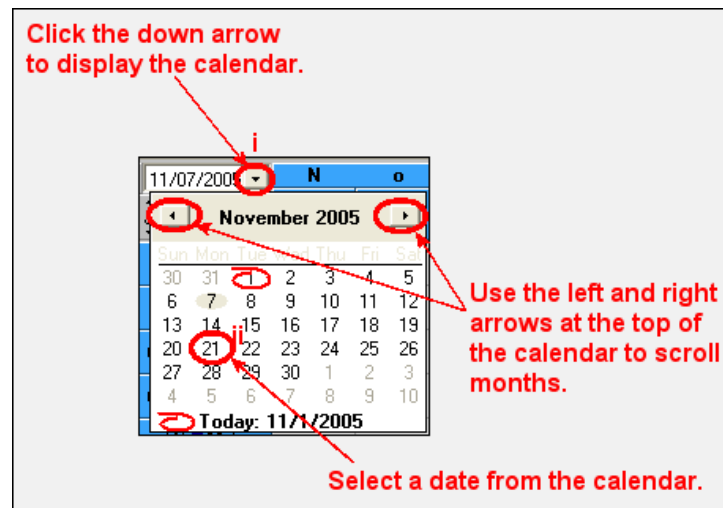 Click the down arrow
to display the calendar.
i
11/07/2005 N o
November 2005
Sun Mon Tue Wed Thu Fri Sat
30 31 1 2 3 4 5
6 7 8 9 10 11 12
13 14 15 16 17 18 19
ii
20 21 22 23 24 25 26
27 28 29 30 1 2 3
4 5 6 7 8 9 10
Today: 11/1/2005
Use the left and right
arrows at the top of
the calendar to scroll
months.
Select a date from the calendar.